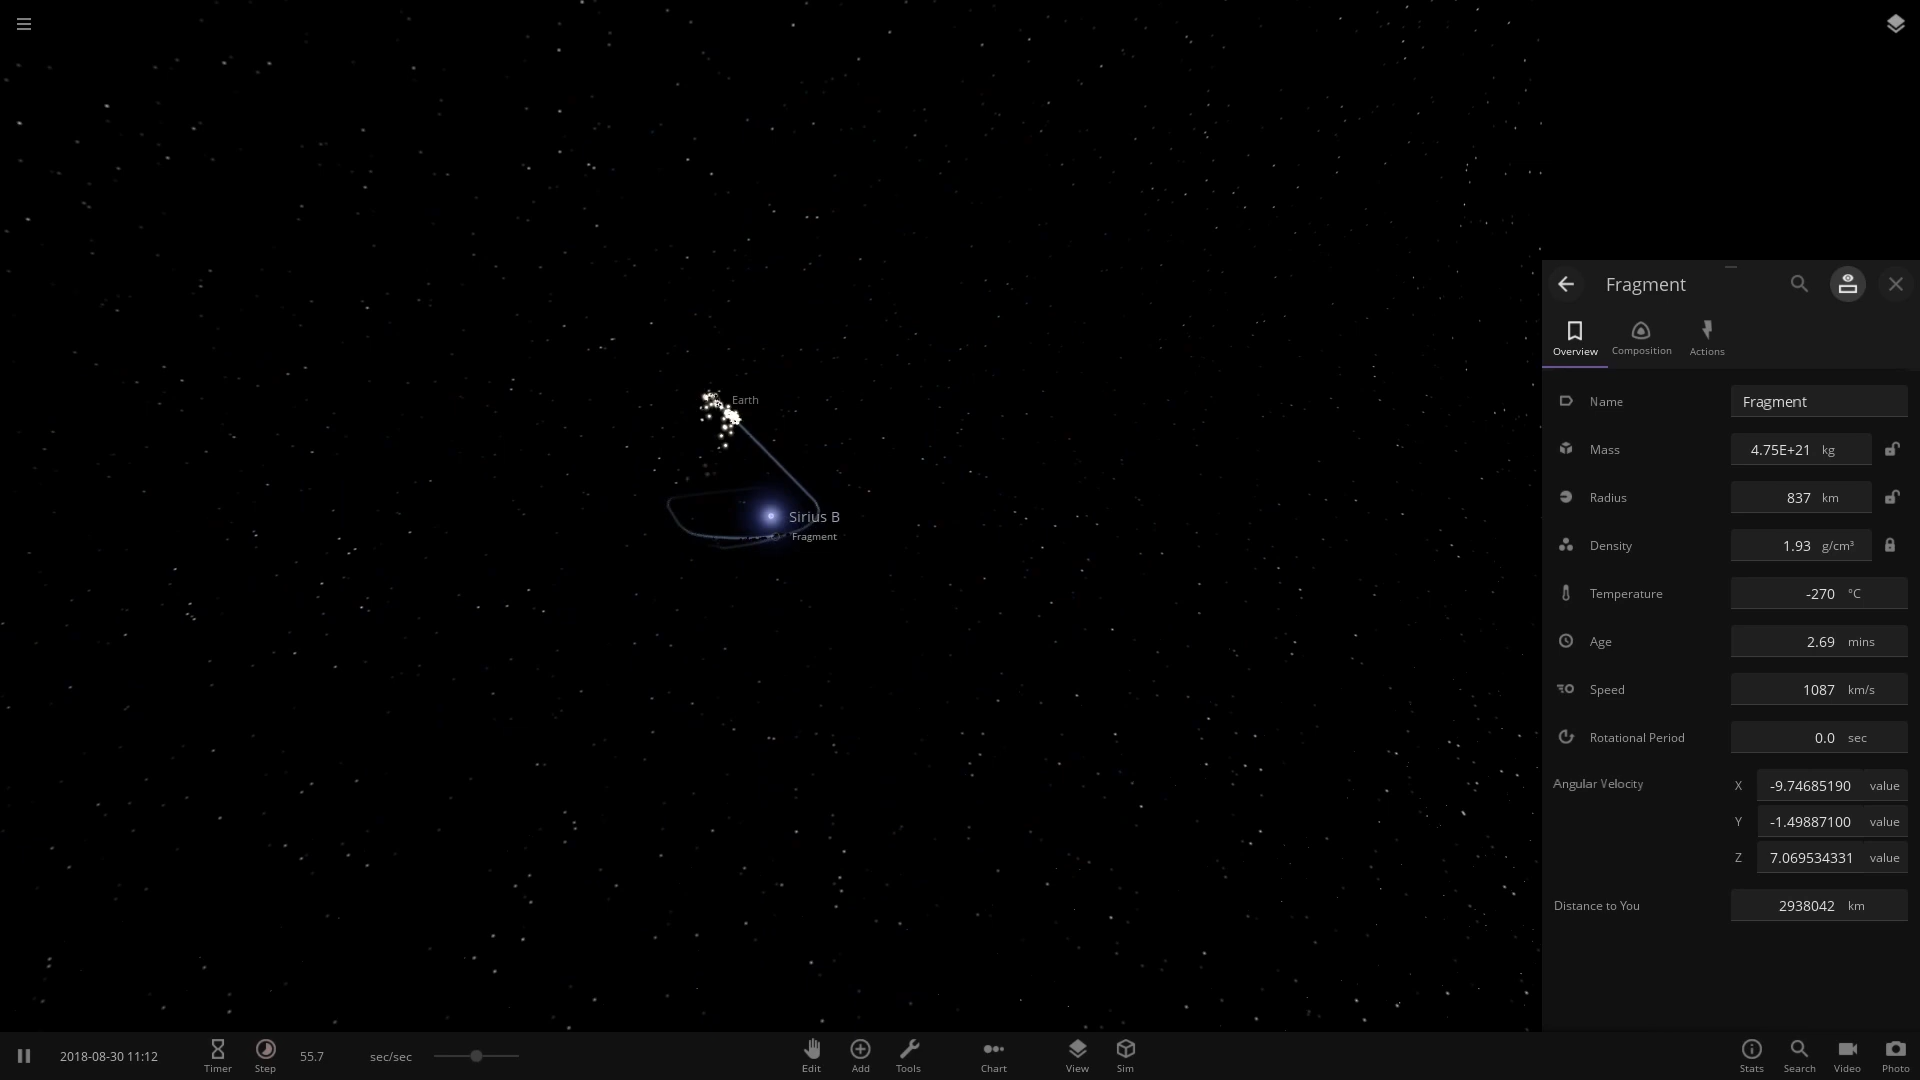 Earth
Sirius B
Fragment
Fragment
Overview
Composition
Actions
Name Fragment
Mass 4.75E+21 kg
Radius 837 km
Density 1.93 g/cm³
Temperature -270 °C
Age 2.69 mins
Speed 1087 km/s
Rotational Period 0.0 sec
Angular Velocity X -9.74685190 value
Y -1.49887100 value
Z 7.069534331 value
Distance to You 2938042 km
2018-08-30 11:12
Timer
Step
55.7 sec/sec
Edit
Add
Tools
Chart
View
Sim
Stats
Search
Video
Photo